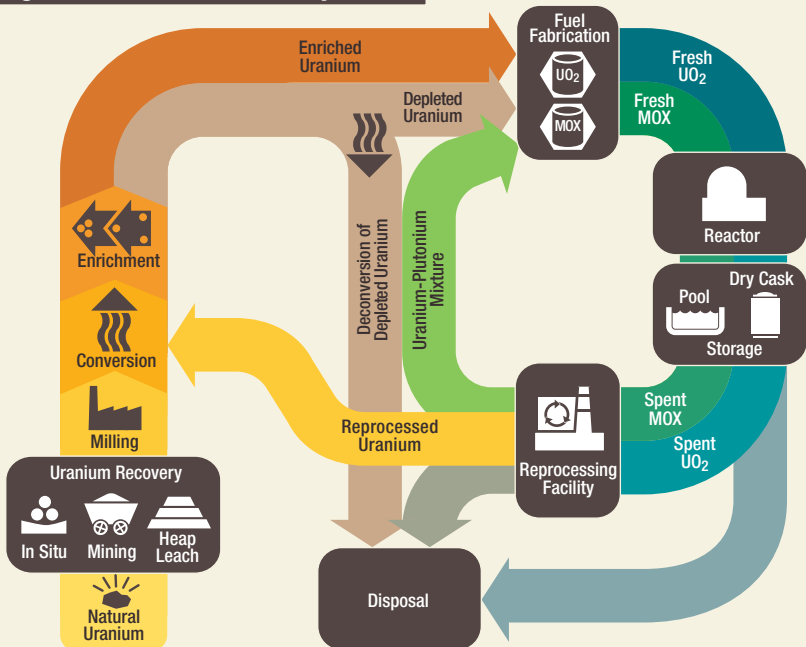 Fuel
Fabrication
UO2
MOX
Enriched
Uranium
Depleted
Uranium
Fresh
UO2
Fresh
MOX
Reactor
Dry Cask
Pool
Storage
Enrichment
Deconversion of
Depleted Uranium
Uranium-Plutonium
Mixture
Conversion
Milling
Reprocessed
Uranium
Reprocessing
Facility
Spent
MOX
Spent
UO2
Uranium Recovery
In Situ
Mining
Heap
Leach
Disposal
Natural
Uranium